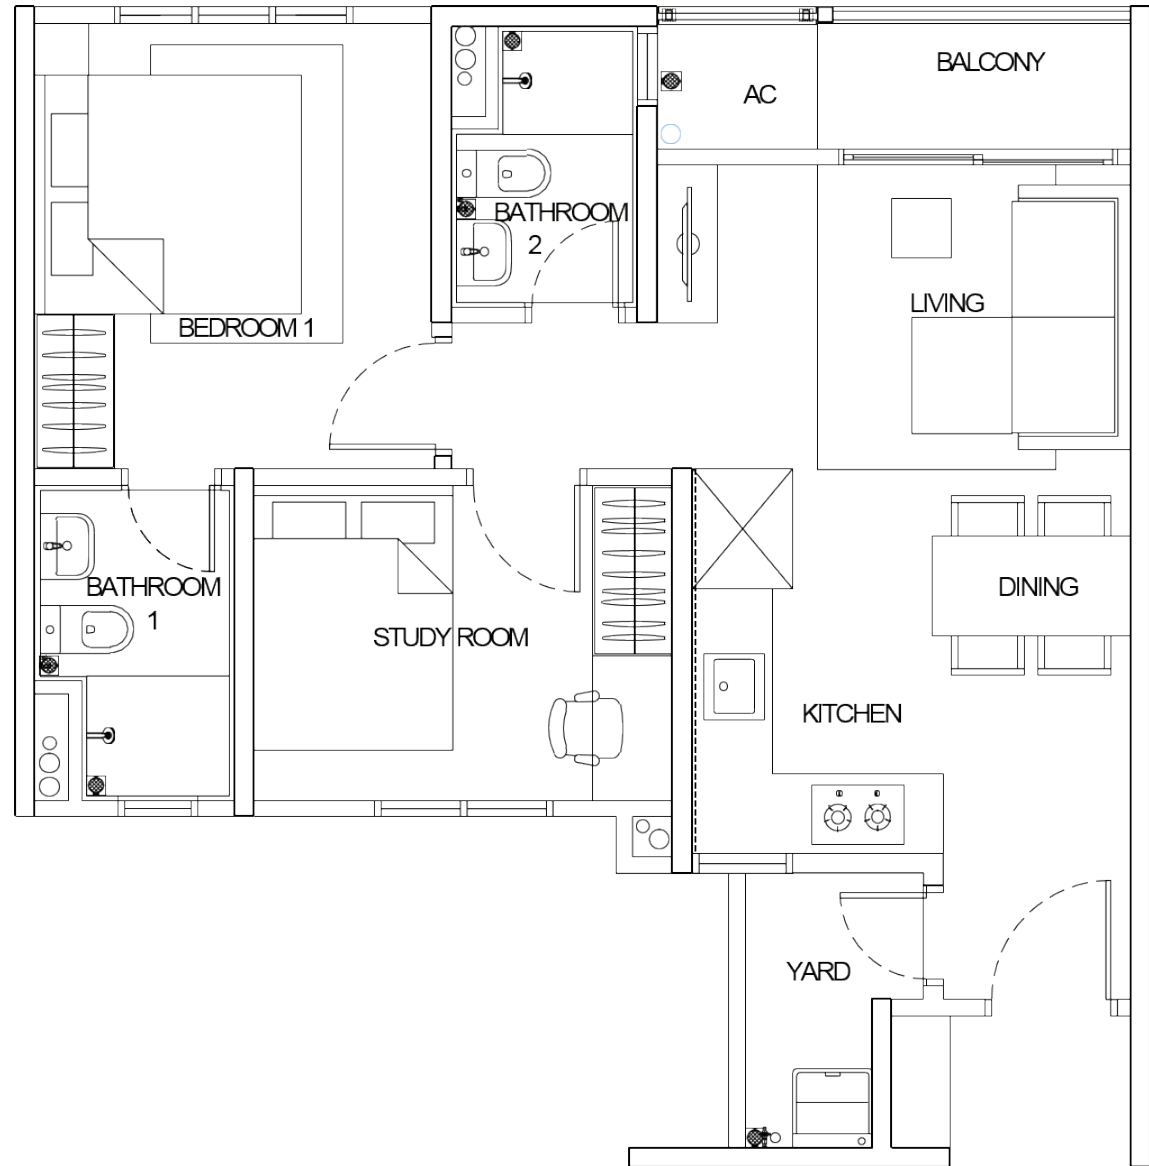 BALCONY
AC
BATHROOM
2
LIVING
BEDROOM 1
BATHROOM
1
DINING
STUDY ROOM
KITCHEN
YARD